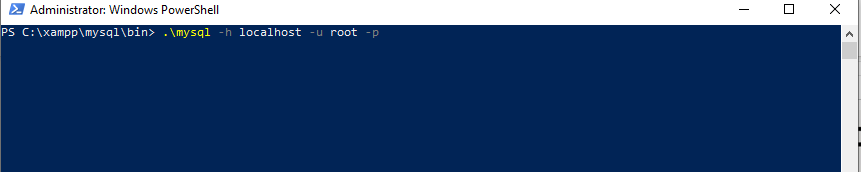 Administrator: Windows PowerShell
PS C:\xampp\mysql\bin> .\mysql -h localhost -u root -p